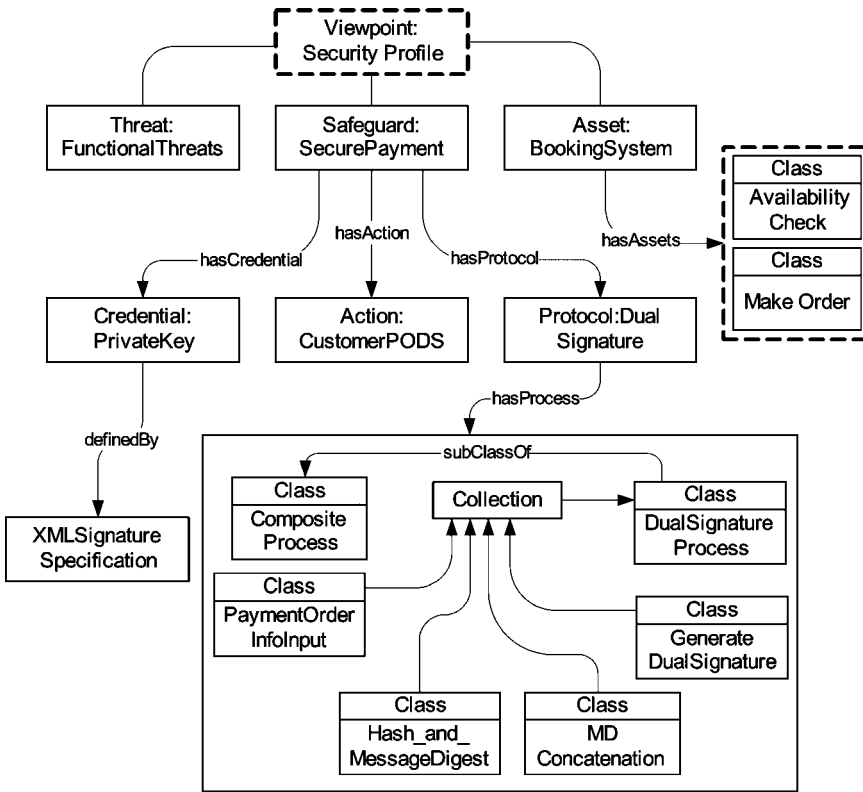 Viewpoint:
Security Profile
Threat:
FunctionalThreats
Safeguard:
SecurePayment
Asset:
BookingSystem
Class
Availability
Check
Class
Make Order
hasCredential
hasAction
hasProtocol
hasAssets
Credential:
PrivateKey
Action:
CustomerPODS
Protocol:Dual
Signature
definedBy
hasProcess
XMLSignature
Specification
subClassOf
Class
Composite
Process
Collection
Class
DualSignature
Process
Class
PaymentOrder
InfoInput
Class
Generate
DualSignature
Class
Hash_and_
MessageDigest
Class
MD
Concatenation